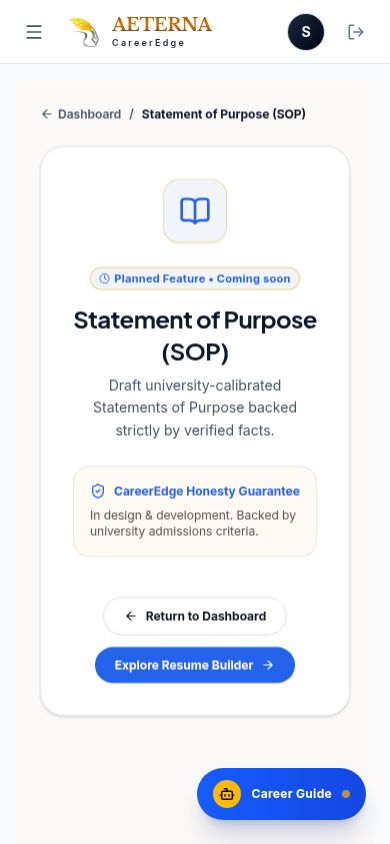 AETERNA
CareerEdge
S
Dashboard / Statement of Purpose (SOP)
Planned Feature • Coming soon
Statement of Purpose
(SOP)
Draft university-calibrated
Statements of Purpose backed
strictly by verified facts.
CareerEdge Honesty Guarantee
In design & development. Backed by
university admissions criteria.
Return to Dashboard
Explore Resume Builder
Career Guide